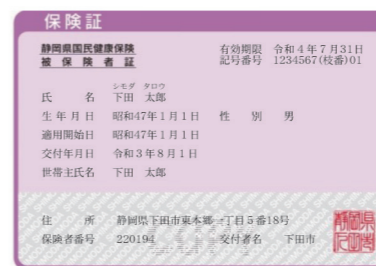 保険証
静岡県国民健康保険
被保険者証
有効期限 令和4年7月31日
記号番号 1234567(枝番)01
シモダ タロウ
氏名 下田 太郎
生年月日 昭和47年1月1日 性別 男
適用開始日 昭和47年1月1日
交付年月日 令和3年8月1日
世帯主氏名 下田 太郎
住所 静岡県下田市東本郷一丁目5番18号
保険者番号 220194 交付者名 下田市